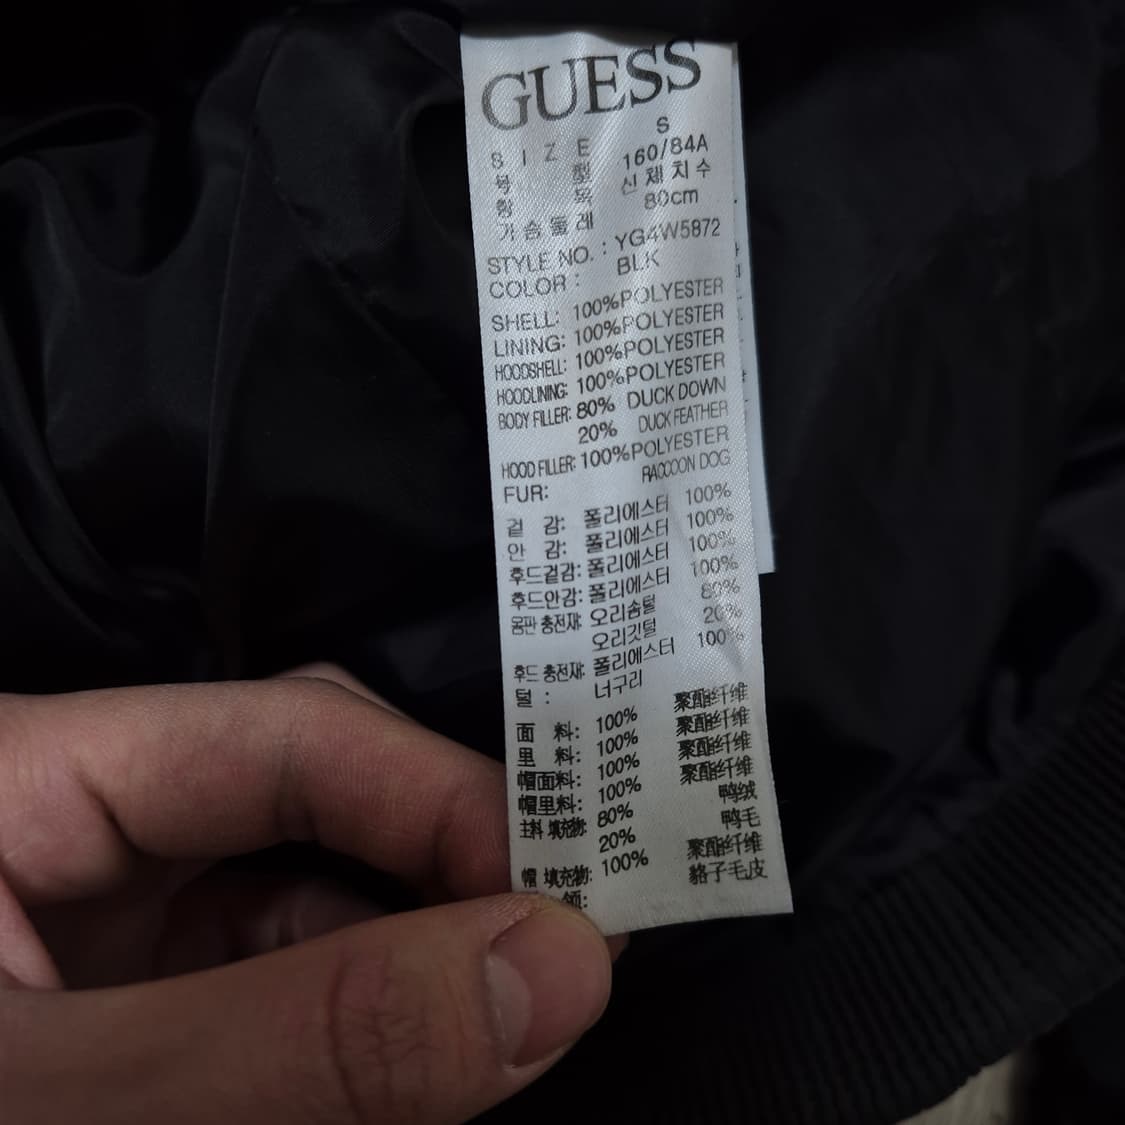 GUESS
SIZE S
号 型 160/84A
항 목 신 체 치 수
가슴둘레 80cm
STYLE NO. : YG4W5872
COLOR : BLK
SHELL: 100%POLYESTER
LINING: 100%POLYESTER
HOODSHELL: 100%POLYESTER
HOODLINING: 100%POLYESTER
BODY FILLER: 80% DUCK DOWN
20% DUCK FEATHER
HOOD FILLER: 100%POLYESTER
FUR: RACCOON DOG
겉 감: 폴리에스터 100%
안 감: 폴리에스터 100%
후드겉감: 폴리에스터 100%
후드안감: 폴리에스터 100%
몸판 충전재: 오리솜털 80%
오리깃털 20%
후드 충전재: 폴리에스터 100%
털 : 너구리
面 料: 100% 聚酯纤维
里 料: 100% 聚酯纤维
帽面料: 100% 聚酯纤维
帽里料: 100% 聚酯纤维
主料 填充物: 80% 鸭绒
20% 鸭毛
帽 填充物: 100% 聚酯纤维
领: 貉子毛皮